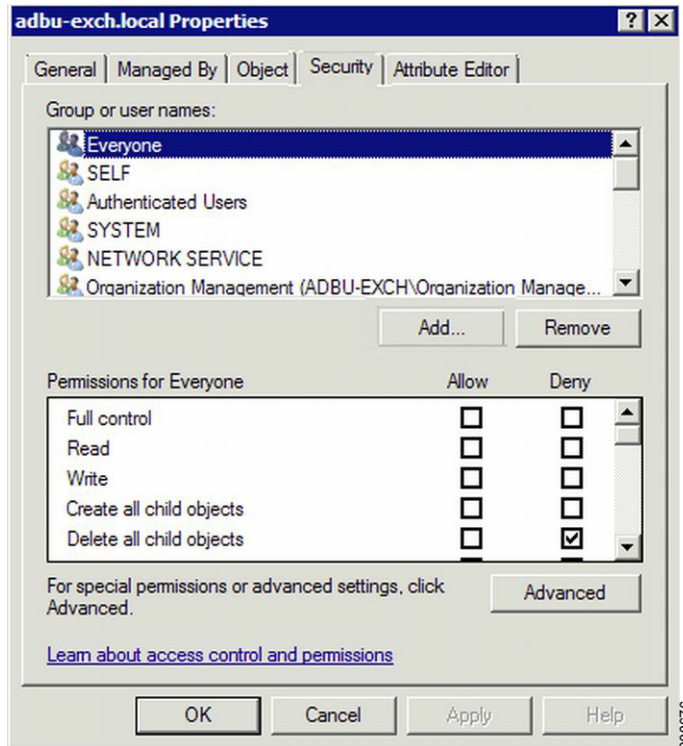 adbu-exch.local Properties
General Managed By Object Security Attribute Editor
Group or user names:
Everyone
SELF
Authenticated Users
SYSTEM
NETWORK SERVICE
Organization Management (ADBU-EXCH\Organization Manage...
Add... Remove
Permissions for Everyone Allow Deny
Full control
Read
Write
Create all child objects
Delete all child objects
For special permissions or advanced settings, click
Advanced.
Advanced
Learn about access control and permissions
OK Cancel Apply Help